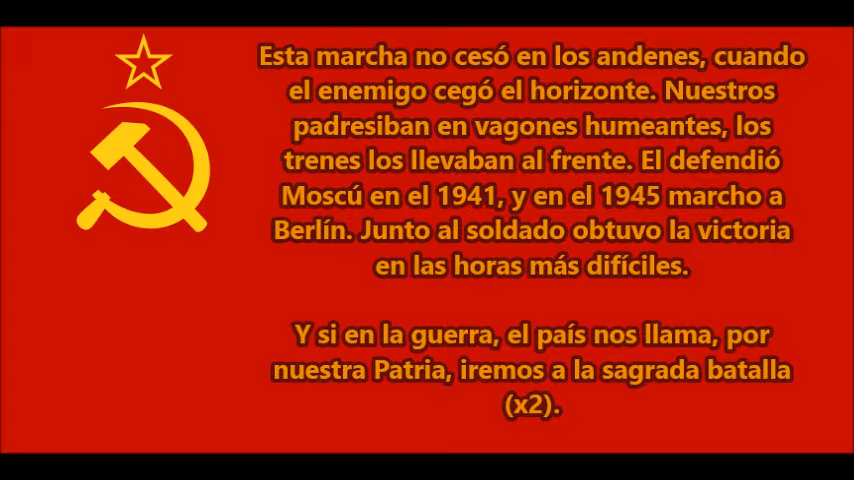 Esta marcha no cesó en los andenes, cuando
el enemigo cegó el horizonte. Nuestros
padresiban en vagones humeantes, los
trenes los llevaban al frente. El defendió
Moscú en el 1941, y en el 1945 marcho a
Berlín. Junto al soldado obtuvo la victoria
en las horas más difíciles.
Y si en la guerra, el país nos llama, por
nuestra Patria, iremos a la sagrada batalla
(x2).